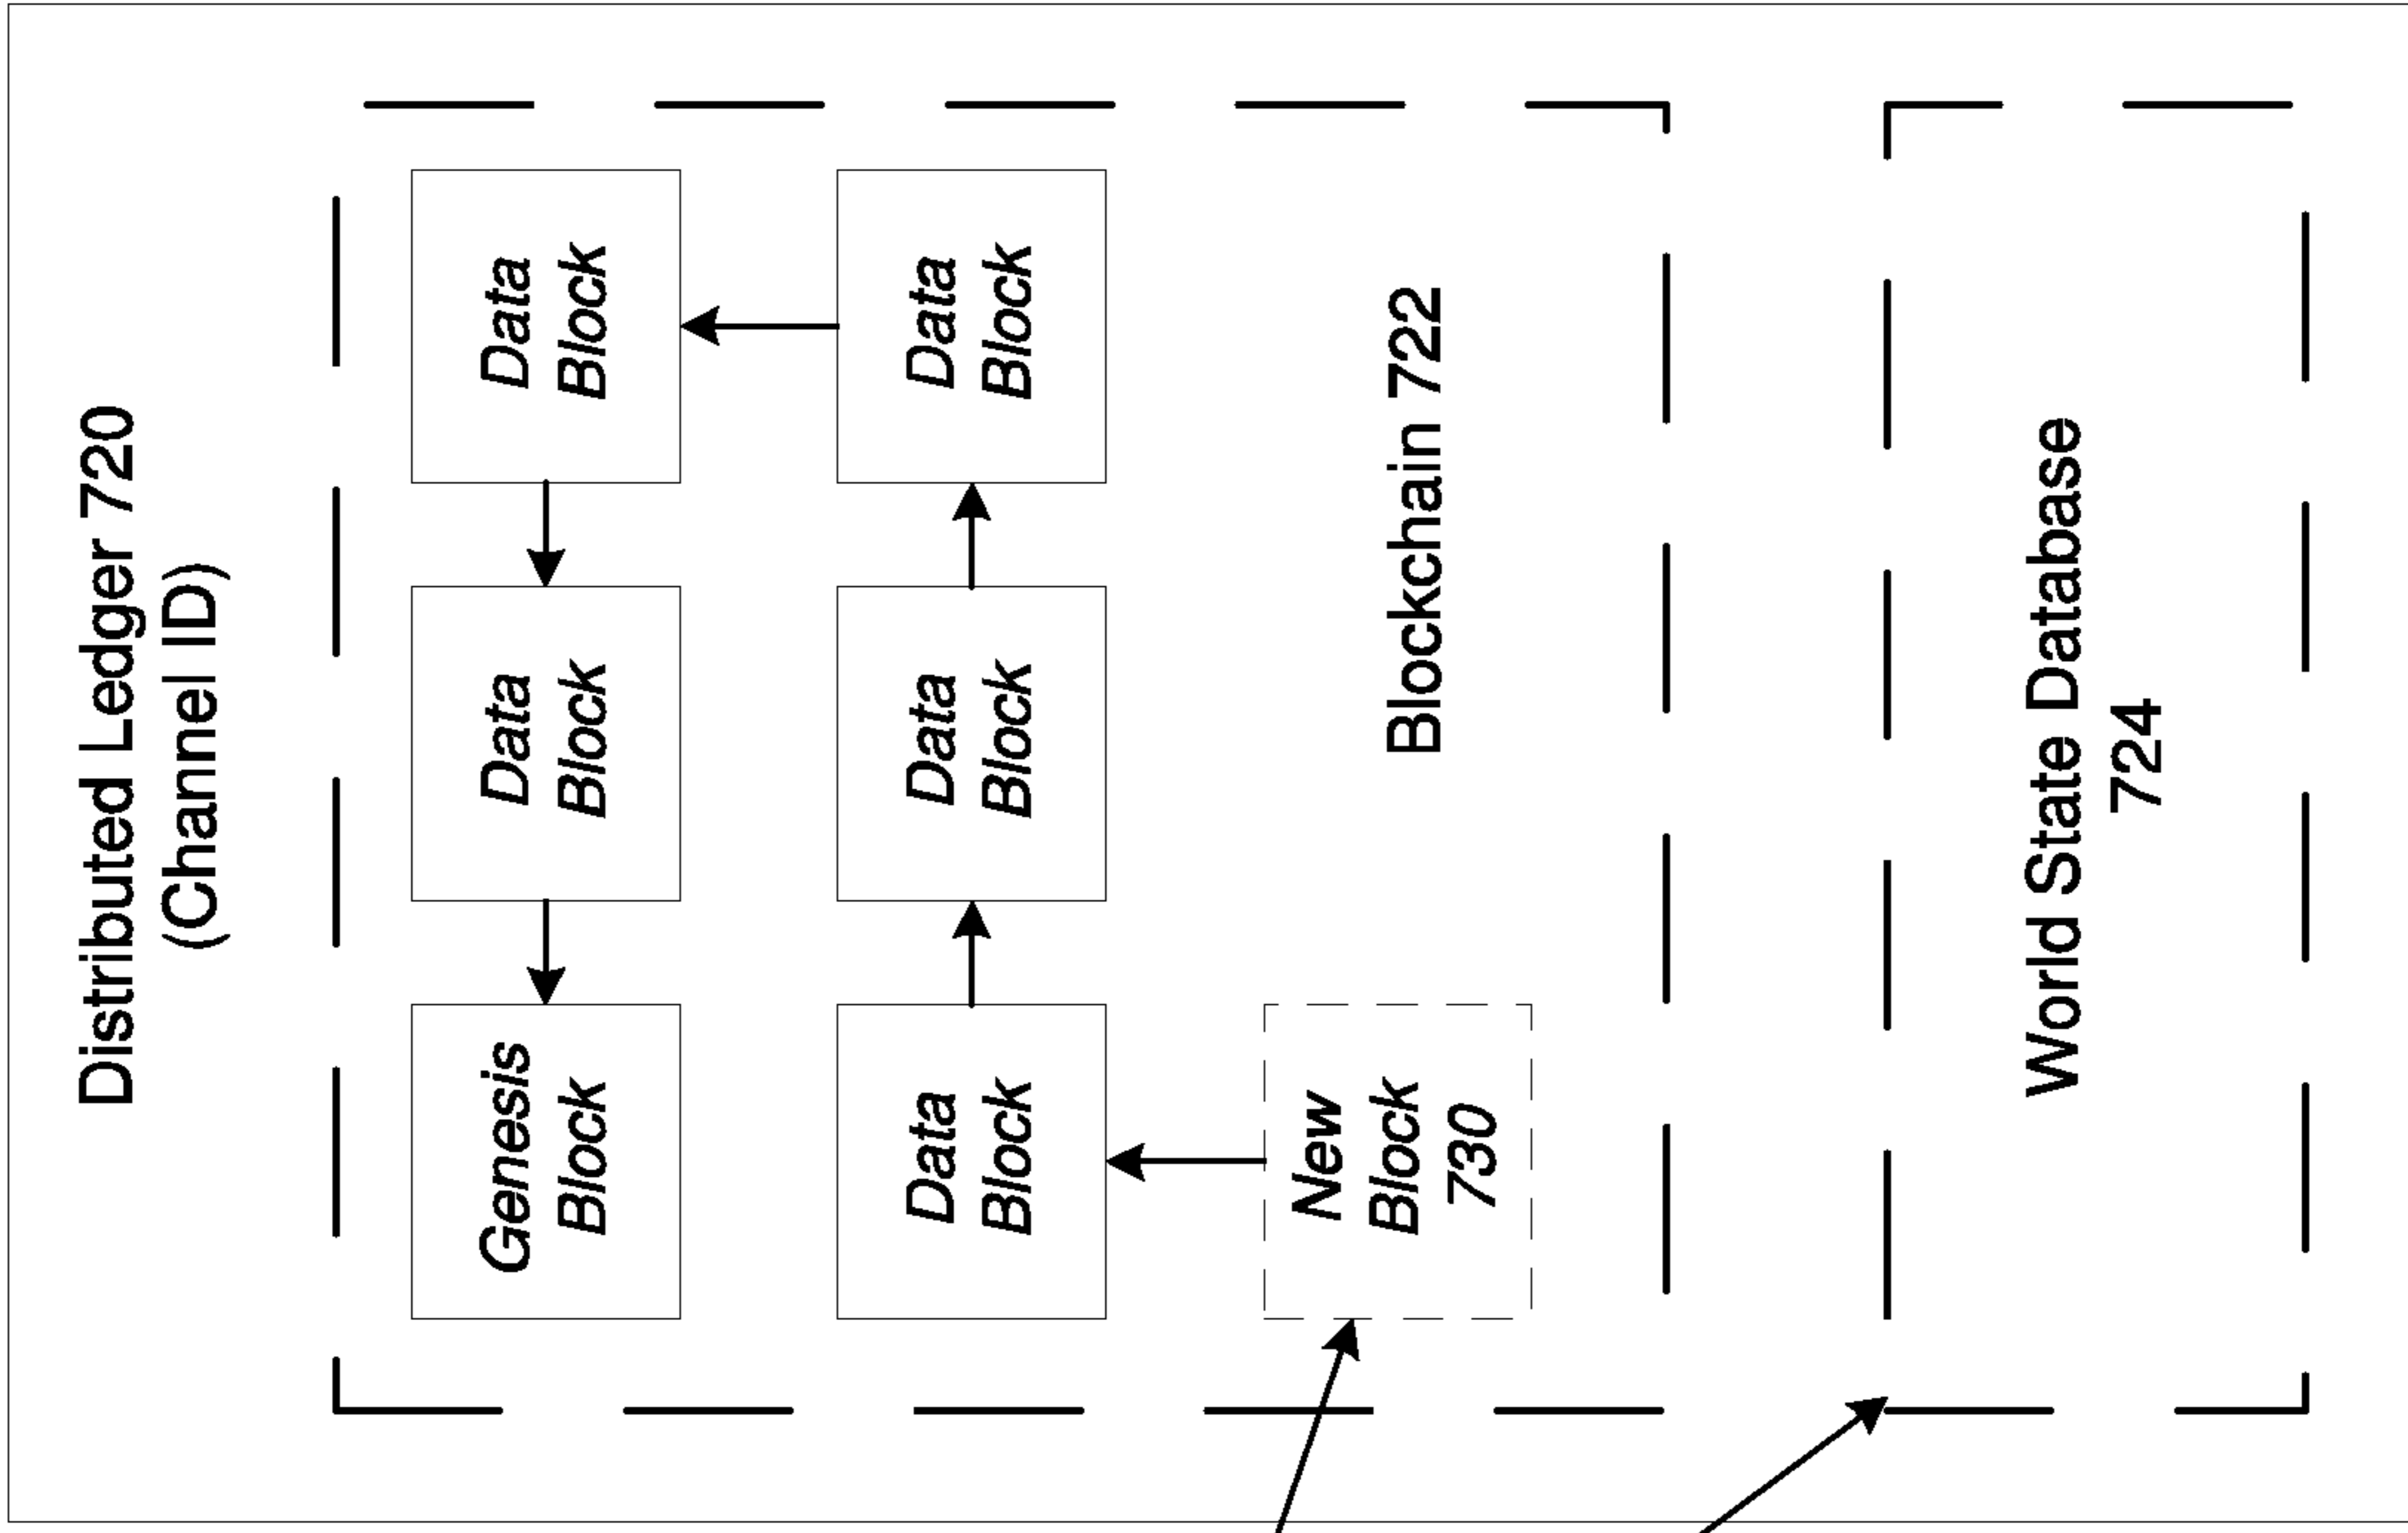 Distributed Ledger 720
(Channel ID)
Genesis
Block
Data
Block
Data
Block
Data
Block
Data
Block
Data
Block
New
Block
730
Blockchain 722
World State Database
724